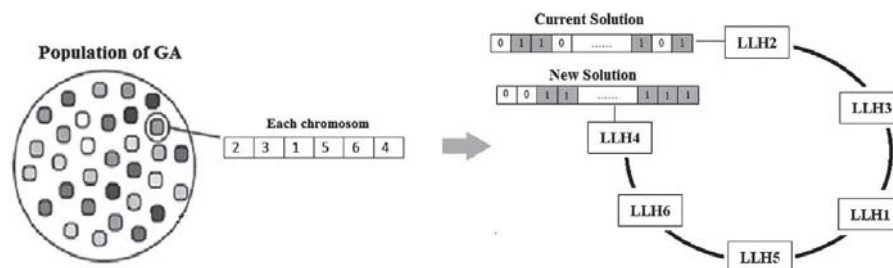 Population of GA
Each chromosom
2 3 1 5 6 4
Current Solution
0 1 1 0 ...... 1 0 1
New Solution
0 0 1 1 ...... 1 1 1
LLH2
LLH3
LLH1
LLH5
LLH6
LLH4